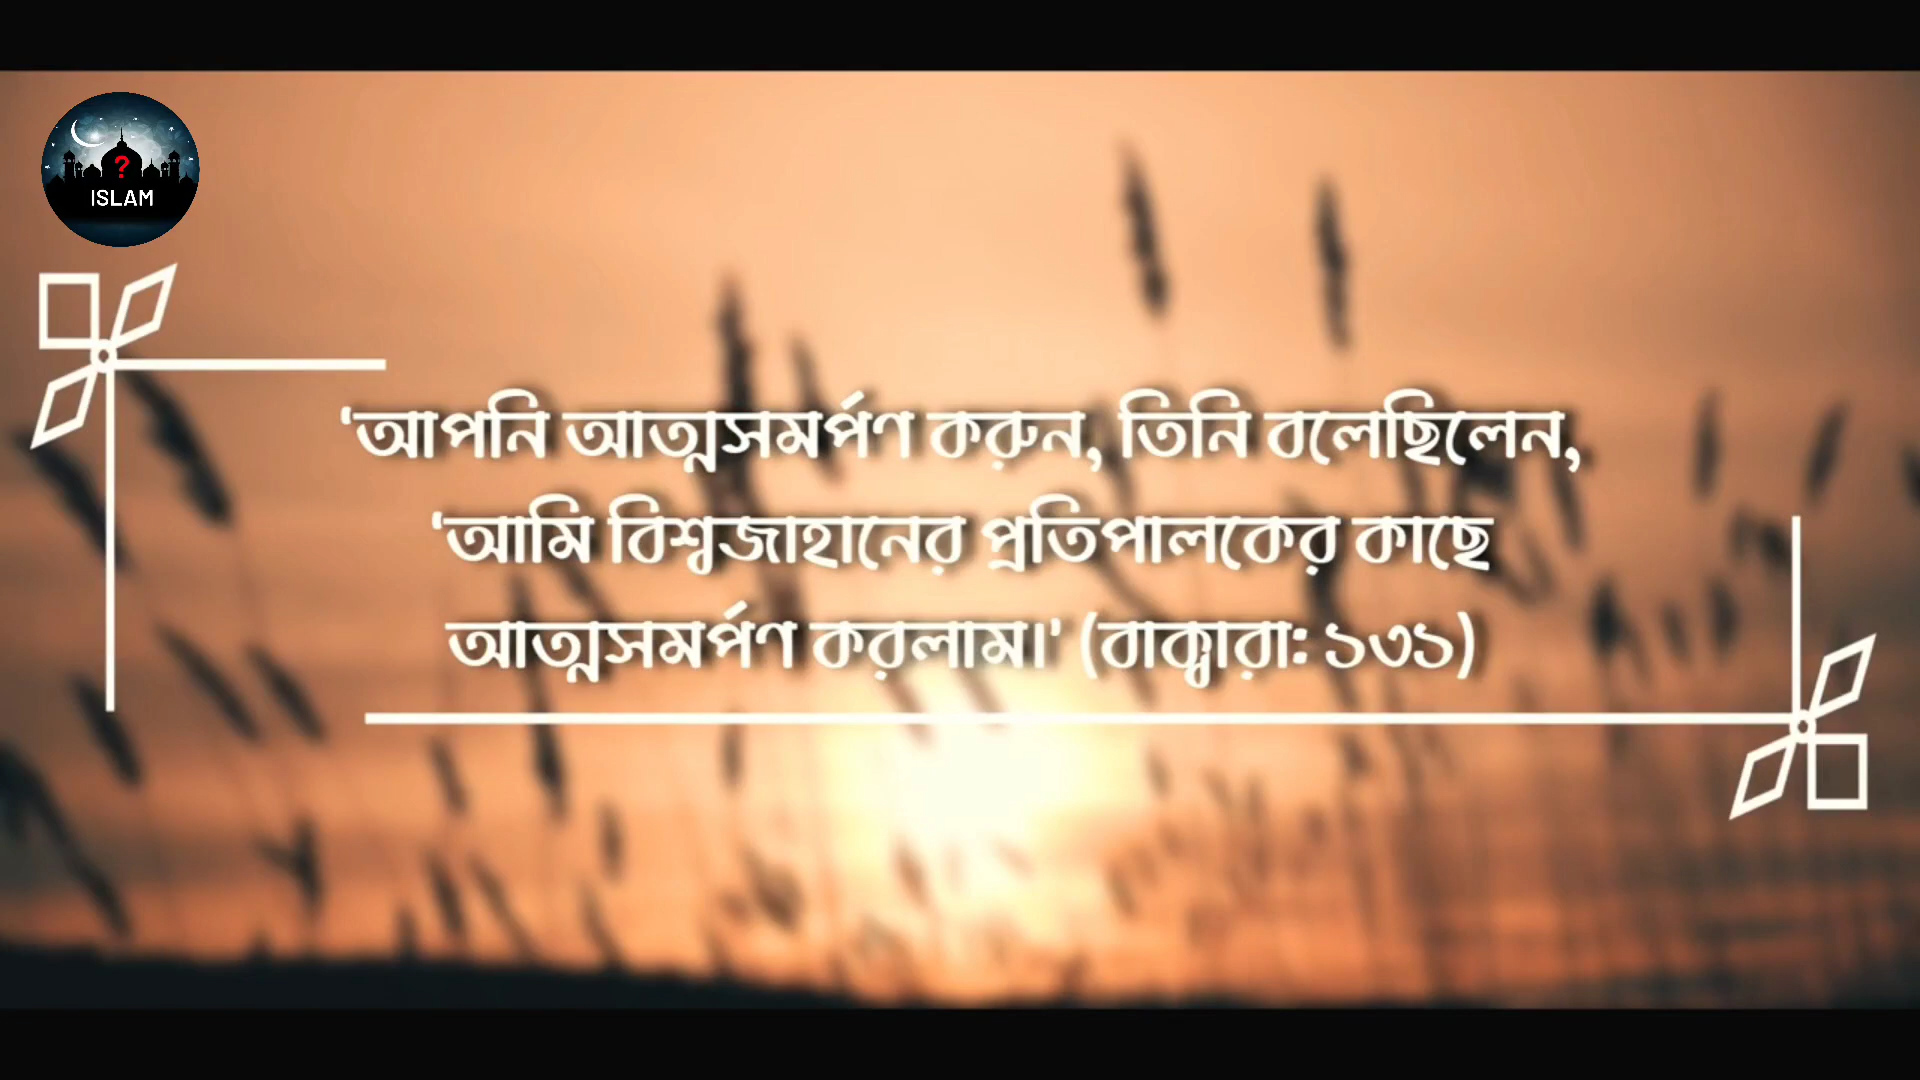 ?
ISLAM
‘আপনি আত্মসমর্পণ করুন, তিনি বলেছিলেন,
‘আমি বিশ্বজাহানের প্রতিপালকের কাছে
আত্মসমর্পণ করলাম।’ (বাক্বারা: ১৩১)